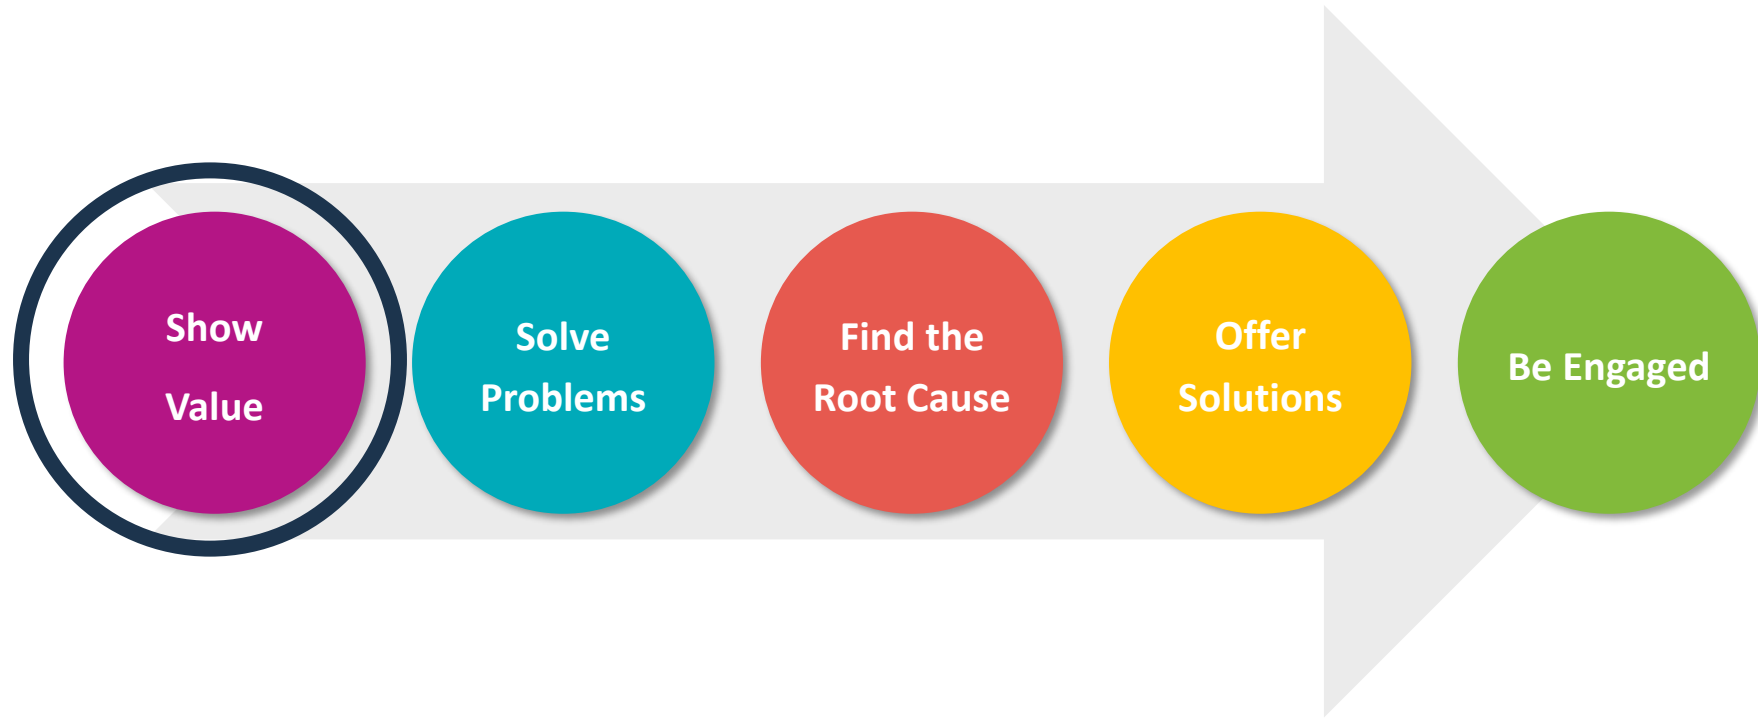 Show
Value
Solve
Problems
Find the
Root Cause
Offer
Solutions
Be Engaged